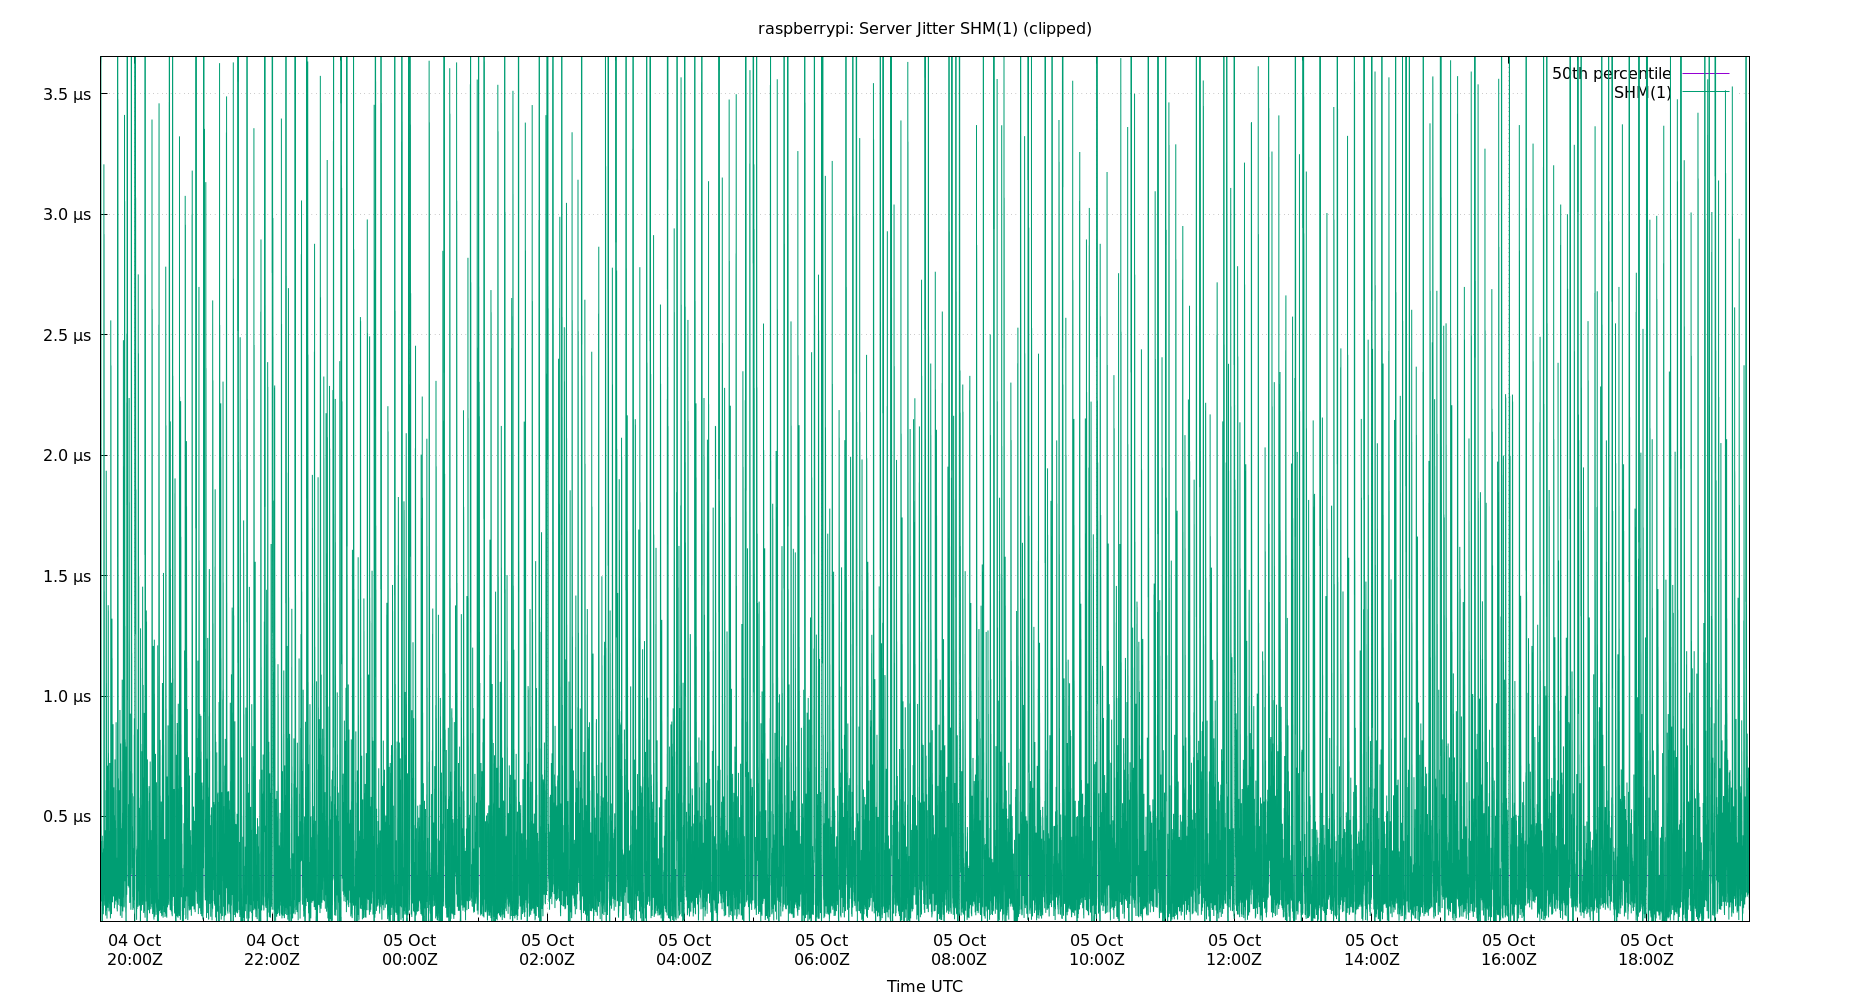 raspberrypi: Server Jitter SHM(1) (clipped)
50th percentile
SHM(1)
3.5 µs
3.0 µs
2.5 µs
2.0 µs
1.5 µs
1.0 µs
0.5 µs
04 Oct 04 Oct 05 Oct 05 Oct 05 Oct 05 Oct 05 Oct 05 Oct 05 Oct 05 Oct 05 Oct 05 Oct
20:00Z 22:00Z 00:00Z 02:00Z 04:00Z 06:00Z 08:00Z 10:00Z 12:00Z 14:00Z 16:00Z 18:00Z
Time UTC